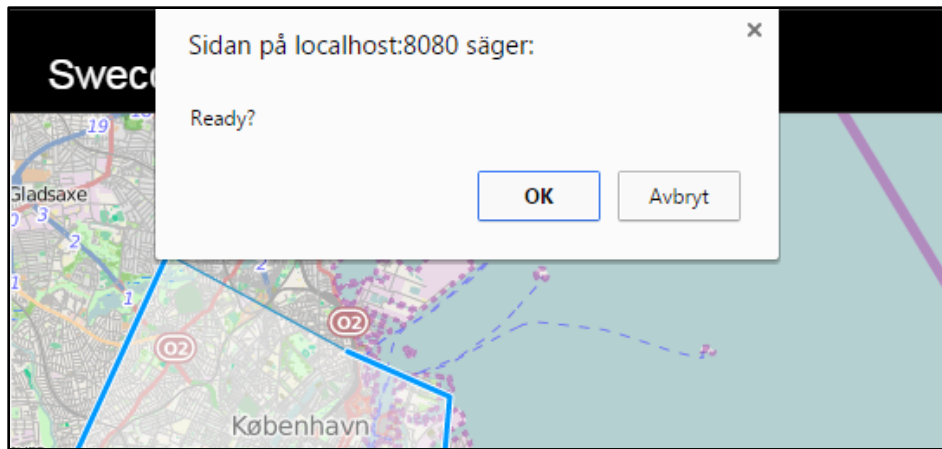 Sidan på localhost:8080 säger:
Swec
Ready?
OK
Avbryt
19
Gladsaxe
3
2
1
1
2
O2
O2
København